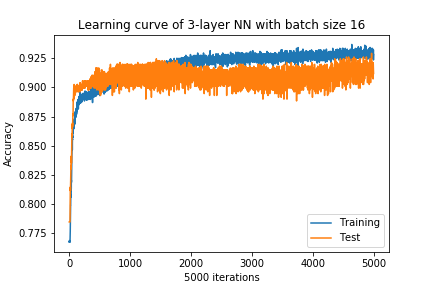 Learning curve of 3-layer NN with batch size 16
0.925
0.900
0.875
0.850
0.825
0.800
0.775
Accuracy
0
1000
2000
3000
4000
5000
5000 iterations
Training
Test